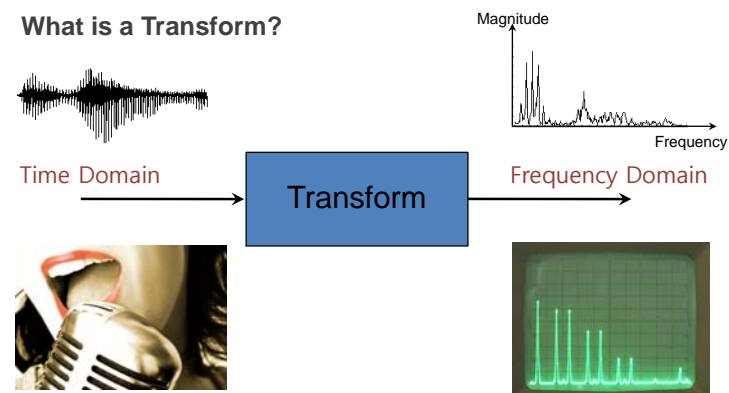 What is a Transform?
Magnitude
Frequency
Time Domain
Transform
Frequency Domain